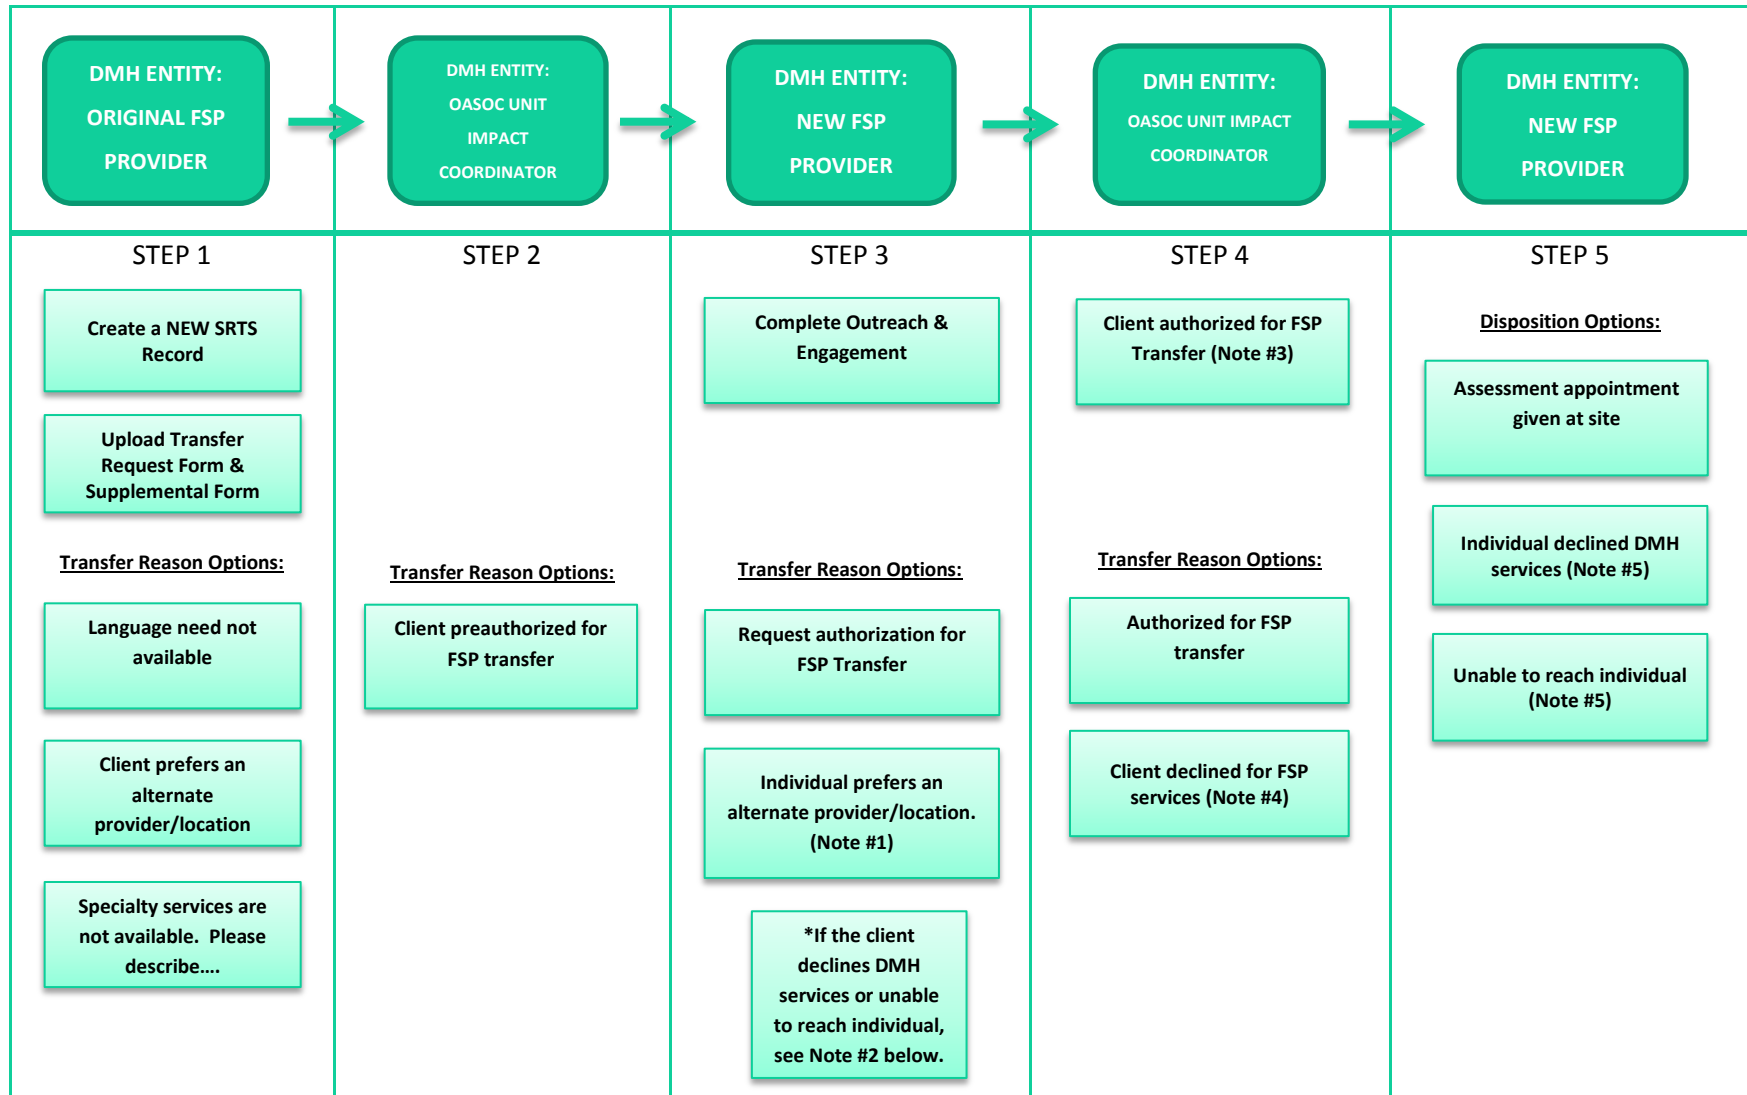 DMH ENTITY:
ORIGINAL FSP
PROVIDER
DMH ENTITY:
OASOC UNIT
IMPACT
COORDINATOR
DMH ENTITY:
NEW FSP
PROVIDER
DMH ENTITY:
OASOC UNIT IMPACT
COORDINATOR
DMH ENTITY:
NEW FSP
PROVIDER
STEP 1
Create a NEW SRTS
Record
Upload Transfer
Request Form &
Supplemental Form
Transfer Reason Options:
Language need not
available
Client prefers an
alternate
provider/location
Specialty services are
not available.  Please
describe....
STEP 2
Transfer Reason Options:
Client preauthorized for
FSP transfer
STEP 3
Complete Outreach &
Engagement
Transfer Reason Options:
Request authorization for
FSP Transfer
Individual prefers an
alternate provider/location.
(Note #1)
*If the client
declines DMH
services or unable
to reach individual,
see Note #2 below.
STEP 4
Client authorized for FSP
Transfer (Note #3)
Transfer Reason Options:
Authorized for FSP
transfer
Client declined for FSP
services (Note #4)
STEP 5
Disposition Options:
Assessment appointment
given at site
Individual declined DMH
services (Note #5)
Unable to reach individual
(Note #5)